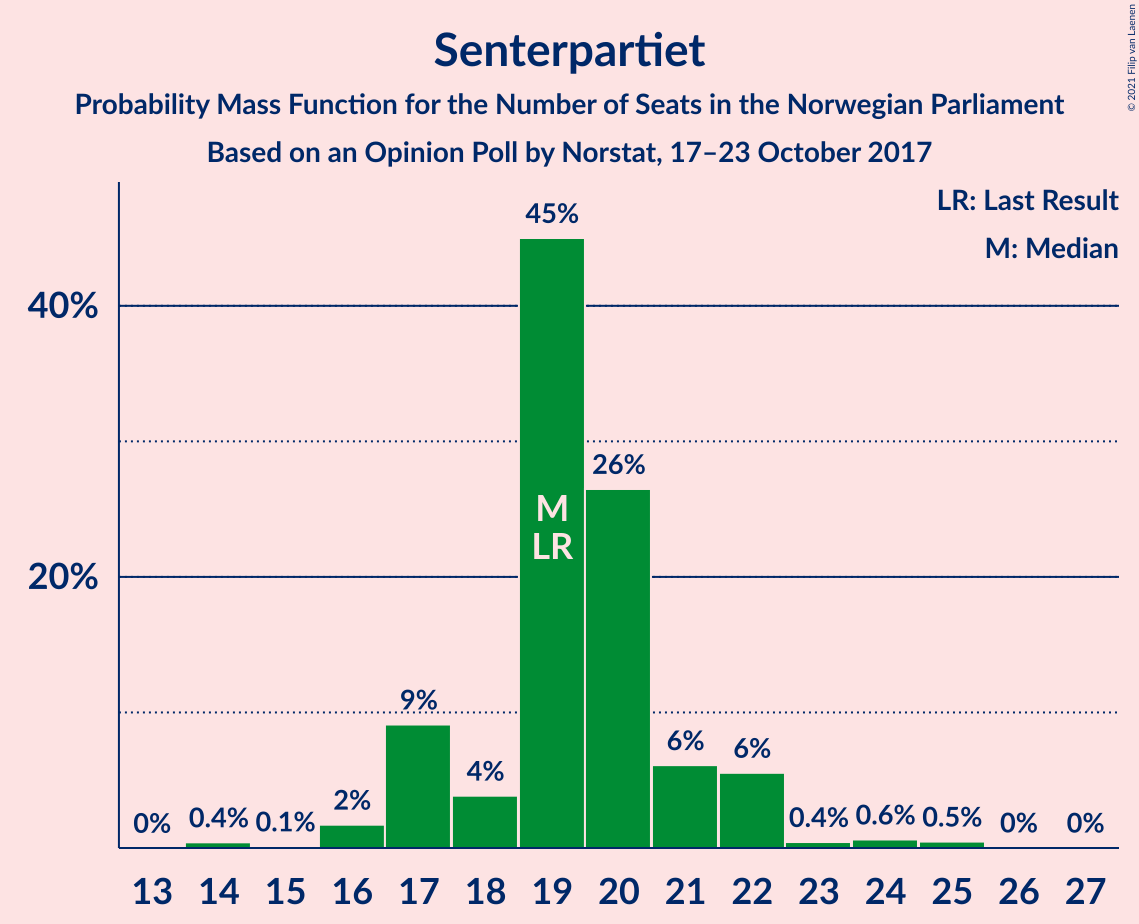 Senterpartiet
Probability Mass Function for the Number of Seats in the Norwegian Parliament
Based on an Opinion Poll by Norstat, 17–23 October 2017
© 2021 Filip van Laenen
LR: Last Result
M: Median
40%
20%
0%
0.4%
0.1%
2%
9%
4%
45%
26%
6%
6%
0.4%
0.6%
0.5%
0%
0%
M
LR
13 14 15 16 17 18 19 20 21 22 23 24 25 26 27